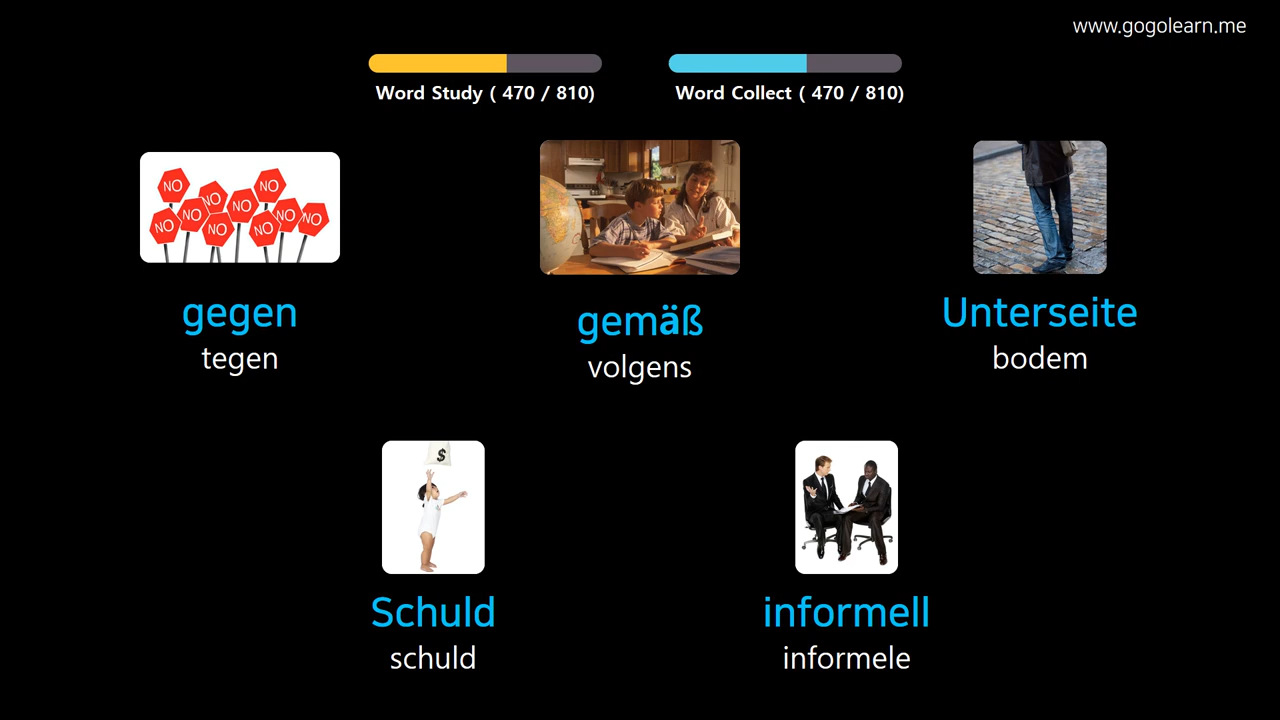 www.gogolearn.me
Word Study ( 470 / 810)
Word Collect ( 470 / 810)
NO NO NO NO NO NO NO NO NO NO
gegen
tegen
gemäß
volgens
Unterseite
bodem
$
Schuld
schuld
informell
informele